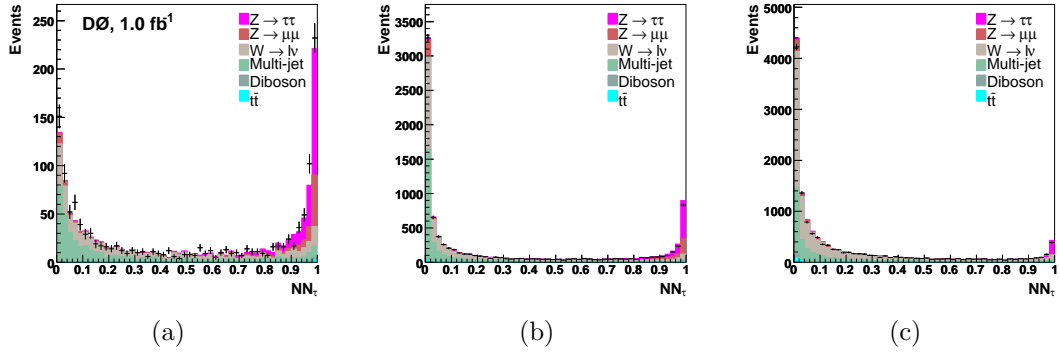 Events
DØ, 1.0 fb⁻¹
Z → ττ
Z → μμ
W → lν
Multi-jet
Diboson
tt̄
250
200
150
100
50
0
0 0.1 0.2 0.3 0.4 0.5 0.6 0.7 0.8 0.9 1
NNτ
(a)
Events
Z → ττ
Z → μμ
W → lν
Multi-jet
Diboson
tt̄
3500
3000
2500
2000
1500
1000
500
0
0 0.1 0.2 0.3 0.4 0.5 0.6 0.7 0.8 0.9 1
NNτ
(b)
Events
Z → ττ
Z → μμ
W → lν
Multi-jet
Diboson
tt̄
5000
4000
3000
2000
1000
0
0 0.1 0.2 0.3 0.4 0.5 0.6 0.7 0.8 0.9 1
NNτ
(c)